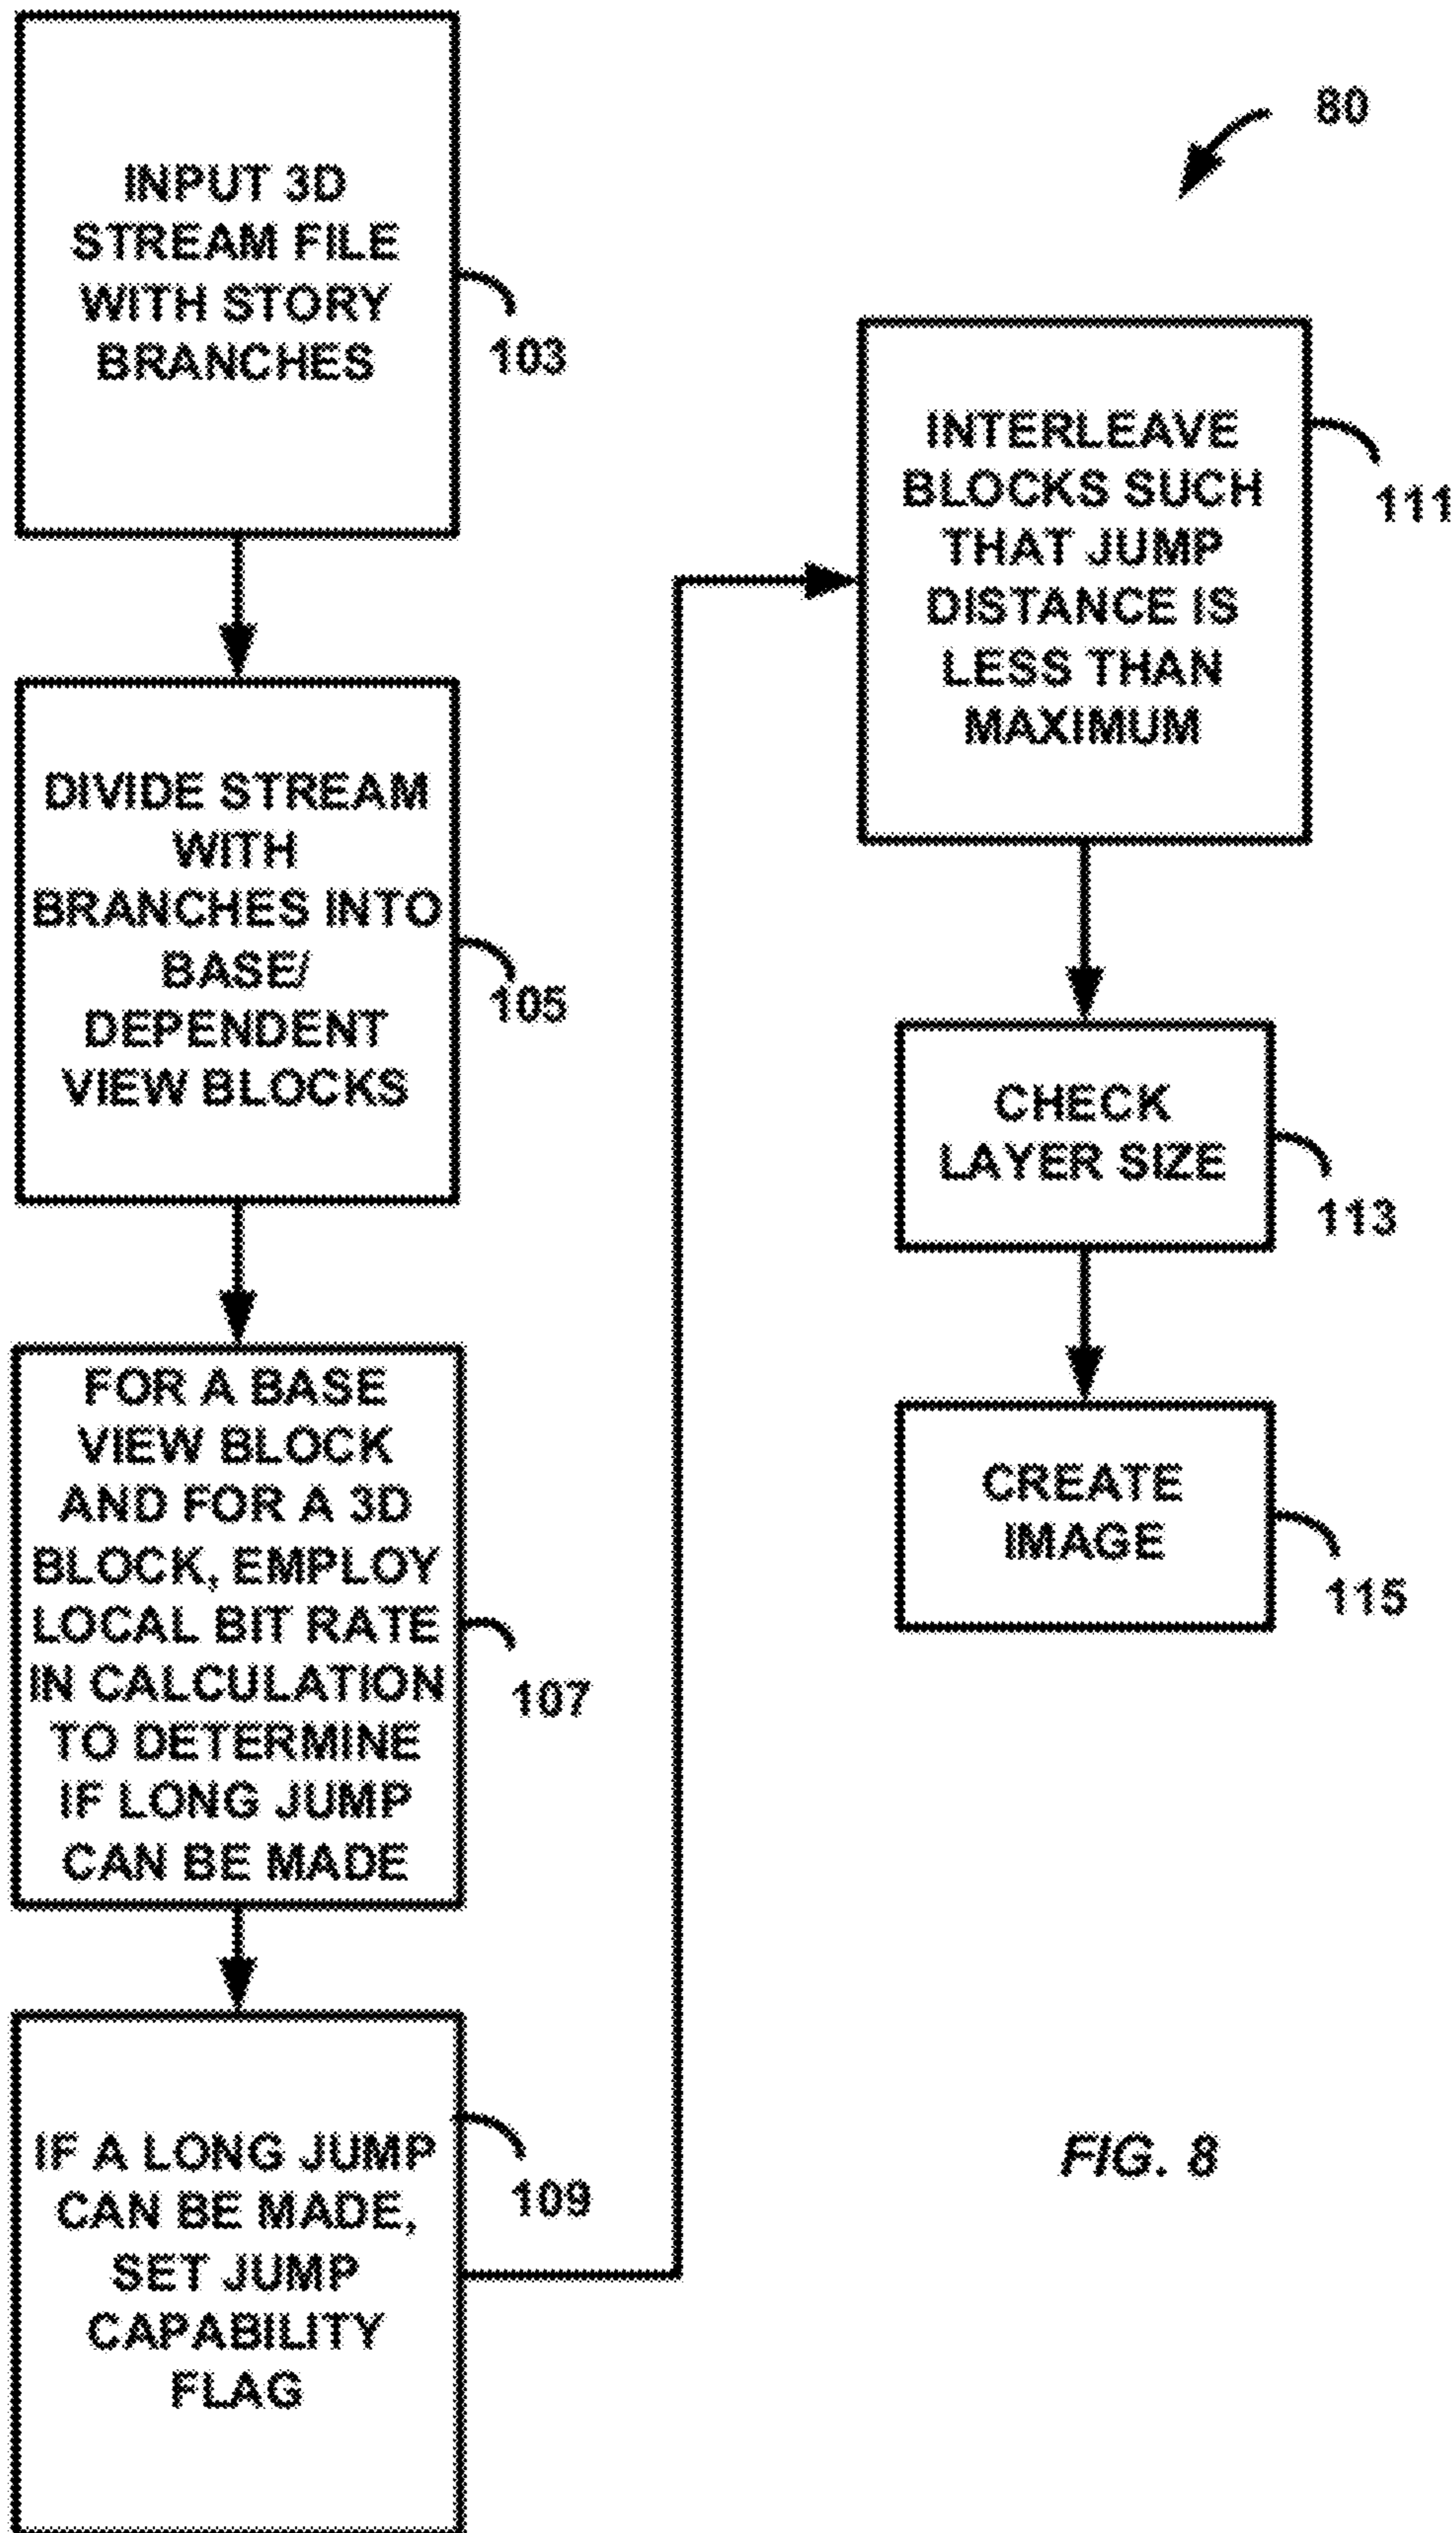 INPUT 3D
STREAM FILE
WITH STORY
BRANCHES
103
DIVIDE STREAM
WITH
BRANCHES INTO
BASE/
DEPENDENT
VIEW BLOCKS
105
FOR A BASE
VIEW BLOCK
AND FOR A 3D
BLOCK, EMPLOY
LOCAL BIT RATE
IN CALCULATION
TO DETERMINE
IF LONG JUMP
CAN BE MADE
107
IF A LONG JUMP
CAN BE MADE,
SET JUMP
CAPABILITY
FLAG
109
80
INTERLEAVE
BLOCKS SUCH
THAT JUMP
DISTANCE IS
LESS THAN
MAXIMUM
111
CHECK
LAYER SIZE
113
CREATE
IMAGE
115
FIG. 8